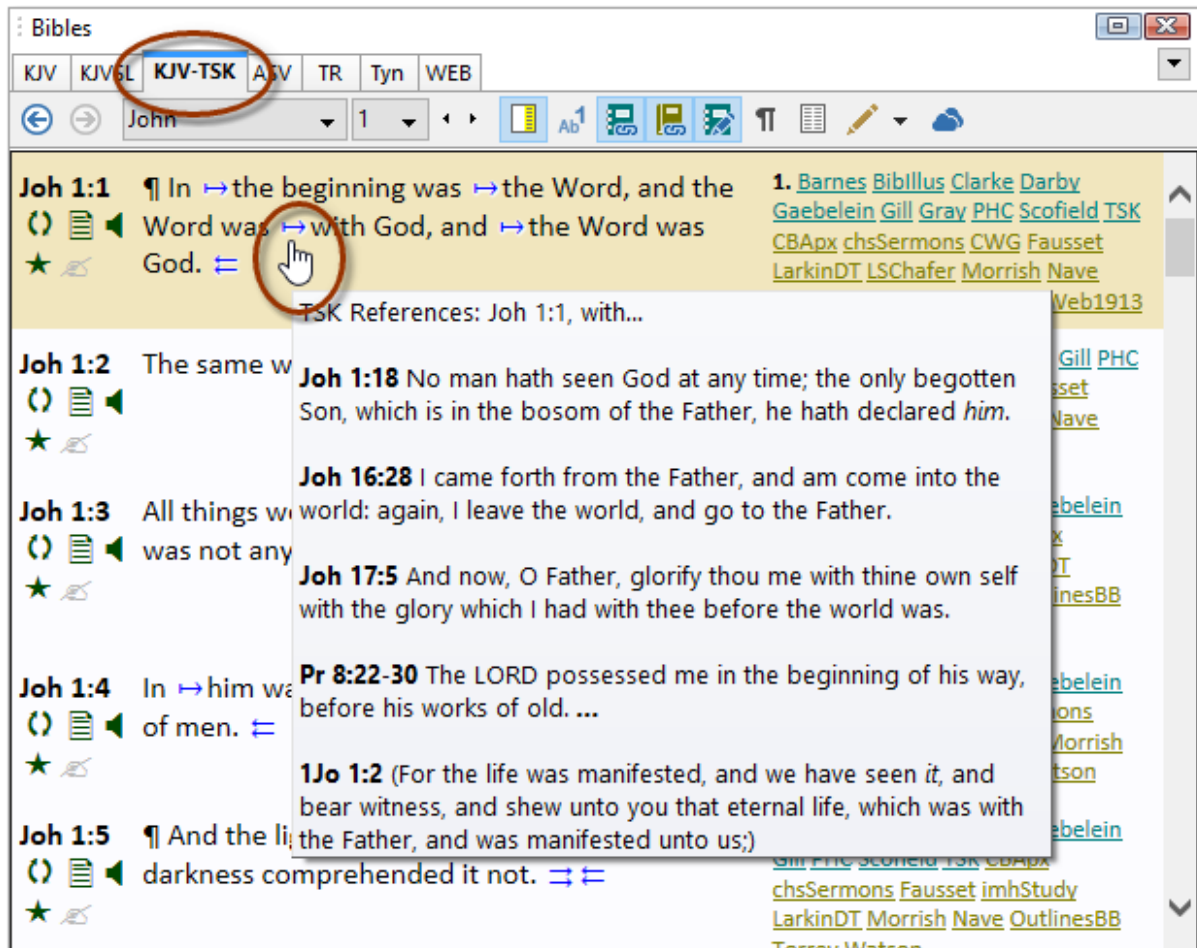 Bibles
KJV KJVSL KJV-TSK ASV TR Tyn WEB
John 1 Ab1 ¶
Joh 1:1 ¶ In ↦the beginning was ↦the Word, and the
Word was ↦with God, and ↦the Word was
God.
1. Barnes BibIllus Clarke Darby
Gaebelein Gill Gray PHC Scofield TSK
CBApx chsSermons CWG Fausset
LarkinDT LSChafer Morrish Nave
Web1913
TSK References: Joh 1:1, with...
Joh 1:18 No man hath seen God at any time; the only begotten
Son, which is in the bosom of the Father, he hath declared him.
Joh 16:28 I came forth from the Father, and am come into the
world: again, I leave the world, and go to the Father.
Joh 17:5 And now, O Father, glorify thou me with thine own self
with the glory which I had with thee before the world was.
Pr 8:22-30 The LORD possessed me in the beginning of his way,
before his works of old. ...
1Jo 1:2 (For the life was manifested, and we have seen it, and
bear witness, and shew unto you that eternal life, which was with
the Father, and was manifested unto us;)
Joh 1:2 The same
Gill PHC
Nave
Joh 1:3 All things
was not any
inesBB
Joh 1:4 In ↦him
of men.
Morrish
Joh 1:5 ¶ And the
darkness comprehended it not.
Gill PHC Scofield TSK CBApx
chsSermons Fausset imhStudy
LarkinDT Morrish Nave OutlinesBB
Torrey Watson